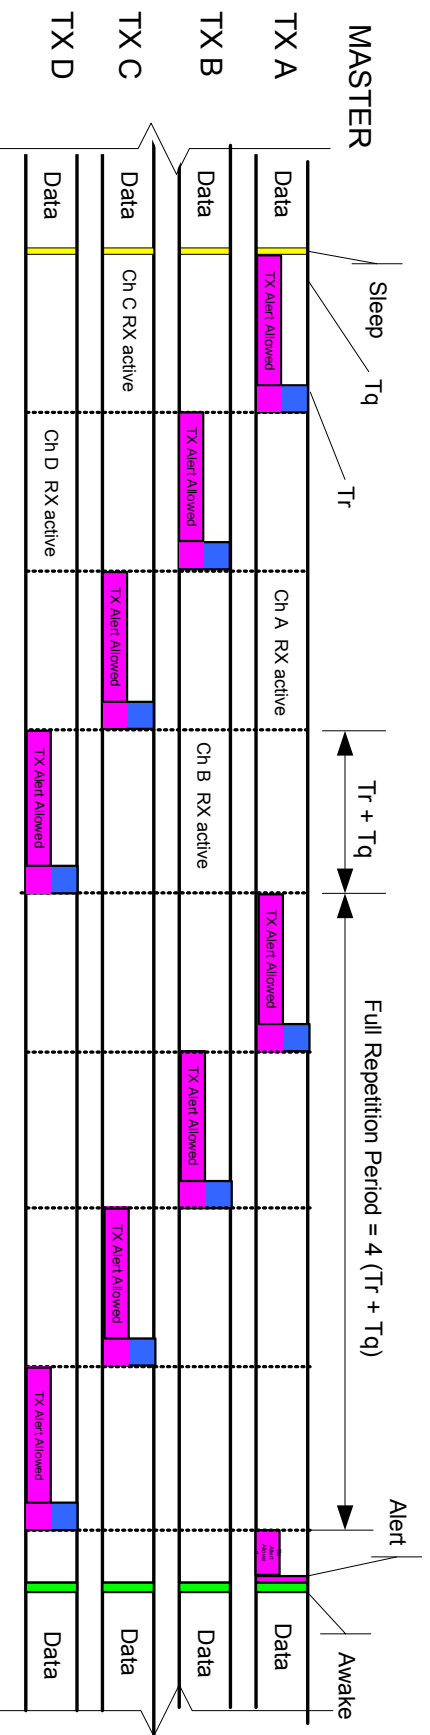 MASTER
Sleep
Tq
Tr
Tr + Tq
Full Repetition Period = 4 (Tr + Tq)
Alert
Awake
TX A
Data
TX Alert Allowed
Ch A RX active
TX Alert Allowed
Alert
Allowed
Data
TX B
Data
TX Alert Allowed
Ch B RX active
TX Alert Allowed
Data
TX C
Data
Ch C RX active
TX Alert Allowed
TX Alert Allowed
Data
TX D
Data
Ch D RX active
TX Alert Allowed
TX Alert Allowed
Data